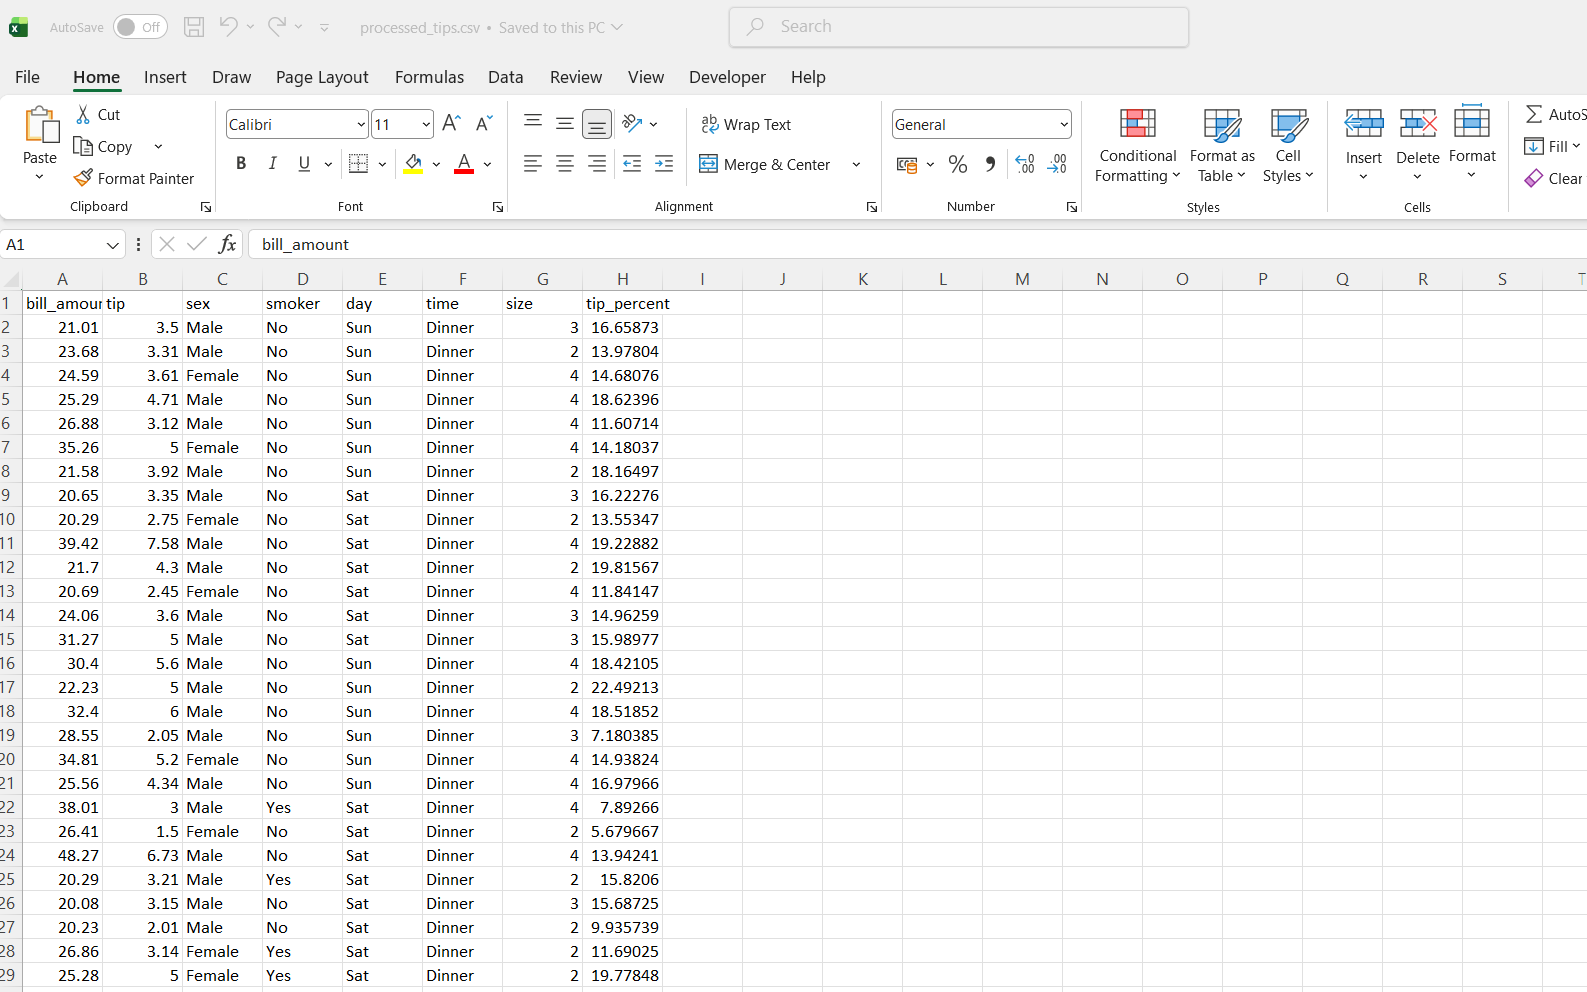 AutoSave Off processed_tips.csv • Saved to this PC Search
File Home Insert Draw Page Layout Formulas Data Review View Developer Help
Paste Cut Copy Format Painter Clipboard
Calibri 11 B I U A Font
Wrap Text Merge & Center Alignment
General % Number
Conditional Formatting Format as Table Cell Styles Styles
Insert Delete Format Cells
AutoS Fill Clear
A1 fx bill_amount
A B C D E F G H I J K L M N O P Q R S T
1 bill_amour tip sex smoker day time size tip_percent
2 21.01 3.5 Male No Sun Dinner 3 16.65873
3 23.68 3.31 Male No Sun Dinner 2 13.97804
4 24.59 3.61 Female No Sun Dinner 4 14.68076
5 25.29 4.71 Male No Sun Dinner 4 18.62396
6 26.88 3.12 Male No Sun Dinner 4 11.60714
7 35.26 5 Female No Sun Dinner 4 14.18037
8 21.58 3.92 Male No Sun Dinner 2 18.16497
9 20.65 3.35 Male No Sat Dinner 3 16.22276
10 20.29 2.75 Female No Sat Dinner 2 13.55347
11 39.42 7.58 Male No Sat Dinner 4 19.22882
12 21.7 4.3 Male No Sat Dinner 2 19.81567
13 20.69 2.45 Female No Sat Dinner 4 11.84147
14 24.06 3.6 Male No Sat Dinner 3 14.96259
15 31.27 5 Male No Sat Dinner 3 15.98977
16 30.4 5.6 Male No Sun Dinner 4 18.42105
17 22.23 5 Male No Sun Dinner 2 22.49213
18 32.4 6 Male No Sun Dinner 4 18.51852
19 28.55 2.05 Male No Sun Dinner 3 7.180385
20 34.81 5.2 Female No Sun Dinner 4 14.93824
21 25.56 4.34 Male No Sun Dinner 4 16.97966
22 38.01 3 Male Yes Sat Dinner 4 7.89266
23 26.41 1.5 Female No Sat Dinner 2 5.679667
24 48.27 6.73 Male No Sat Dinner 4 13.94241
25 20.29 3.21 Male Yes Sat Dinner 2 15.8206
26 20.08 3.15 Male No Sat Dinner 3 15.68725
27 20.23 2.01 Male No Sat Dinner 2 9.935739
28 26.86 3.14 Female Yes Sat Dinner 2 11.69025
29 25.28 5 Female Yes Sat Dinner 2 19.77848